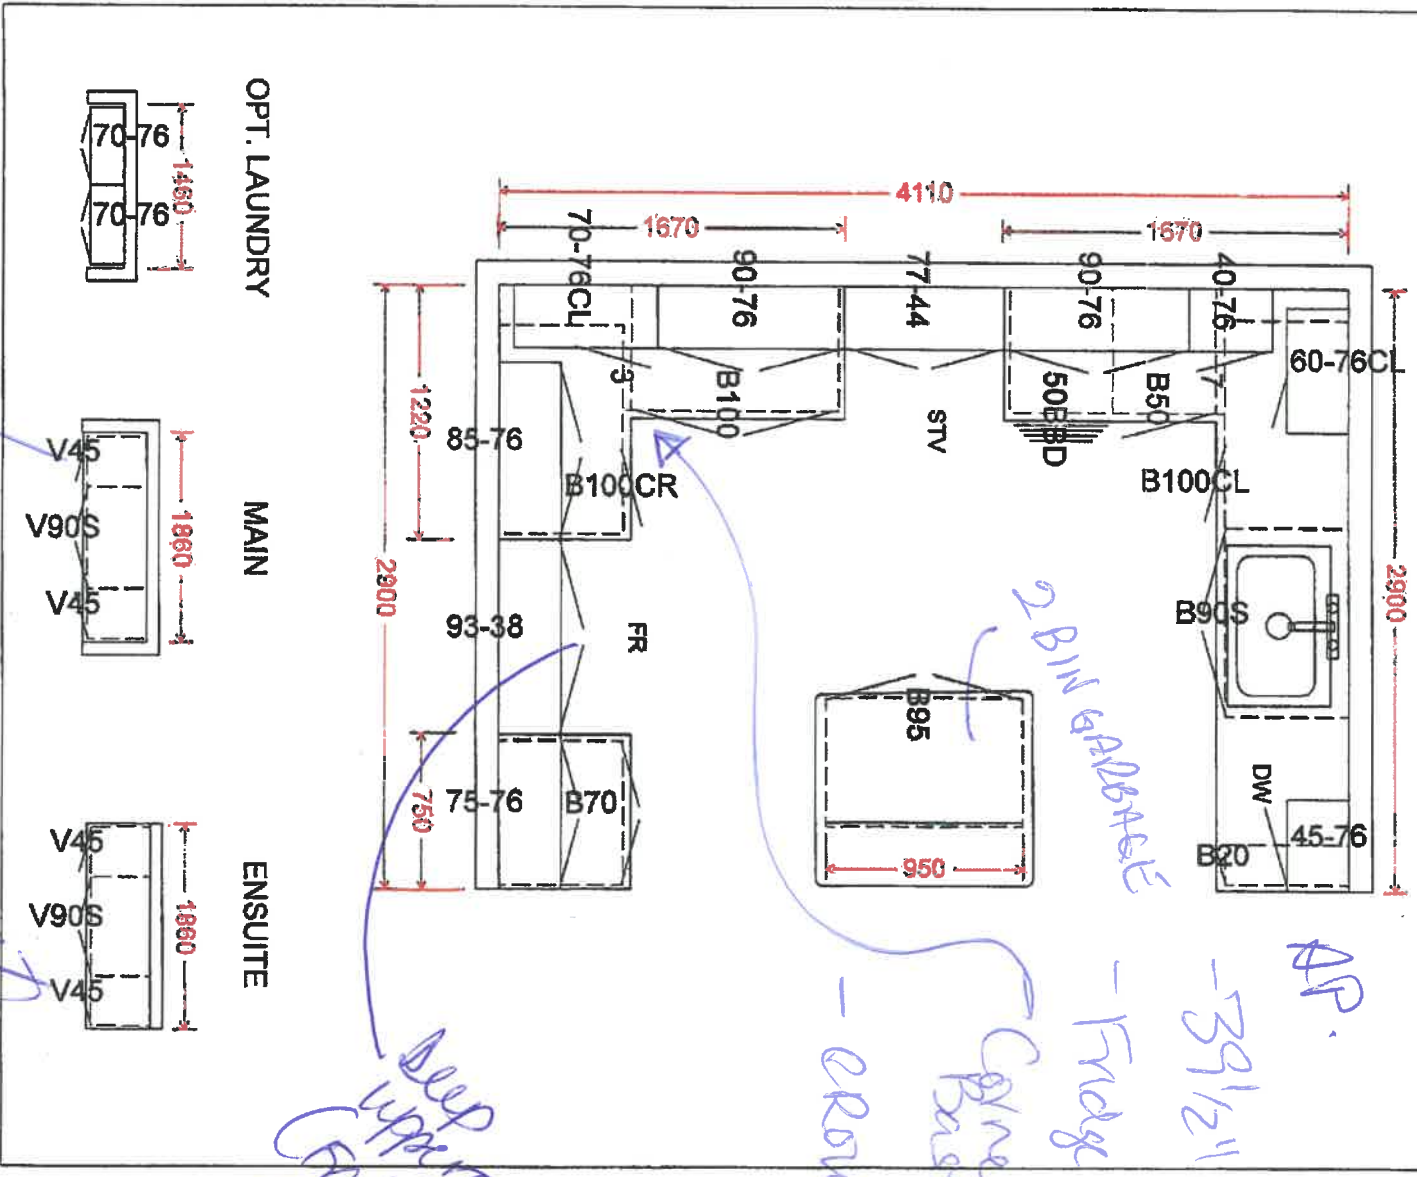 OPT. LAUNDRY
70-76
70-76
1460
MAIN
V45
V90S
V45
1860
ENSUITE
V45
V90S
V45
1860
4110
1670
1670
70-76CL
90-76
77-44
90-76
40-76
60-76CL
3
B100
STV
50BBD
B50
7
1220
85-76
B100CR
B100CL
2900
2900
93-38
FR
B90S
B95
750
75-76
B70
950
DW
45-76
B20
2 BIN GARBAGE
AP.
- 39 1/2"
- Fridge
- CROW
Deep
upper